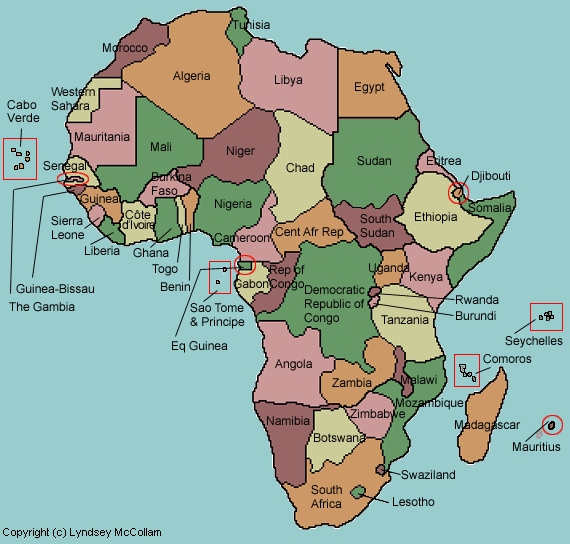 Tunisia
Morocco
Algeria
Libya
Egypt
Western
Sahara
Cabo
Verde
Mauritania
Mali
Niger
Chad
Sudan
Eritrea
Djibouti
Senegal
Burkina
Faso
Guinea
Nigeria
Côte
d'Ivoire
Sierra
Leone
Liberia
Ghana
Togo
Benin
Guinea-Bissau
The Gambia
Cameroon
Cent Afr Rep
South
Sudan
Ethiopia
Somalia
Gabon
Rep of
Congo
Democratic
Republic of
Congo
Uganda
Kenya
Rwanda
Burundi
Sao Tome
& Principe
Eq Guinea
Tanzania
Seychelles
Comoros
Angola
Zambia
Malawi
Mozambique
Zimbabwe
Madagascar
Mauritius
Namibia
Botswana
Swaziland
South
Africa
Lesotho
Copyright (c) Lyndsey McCollam